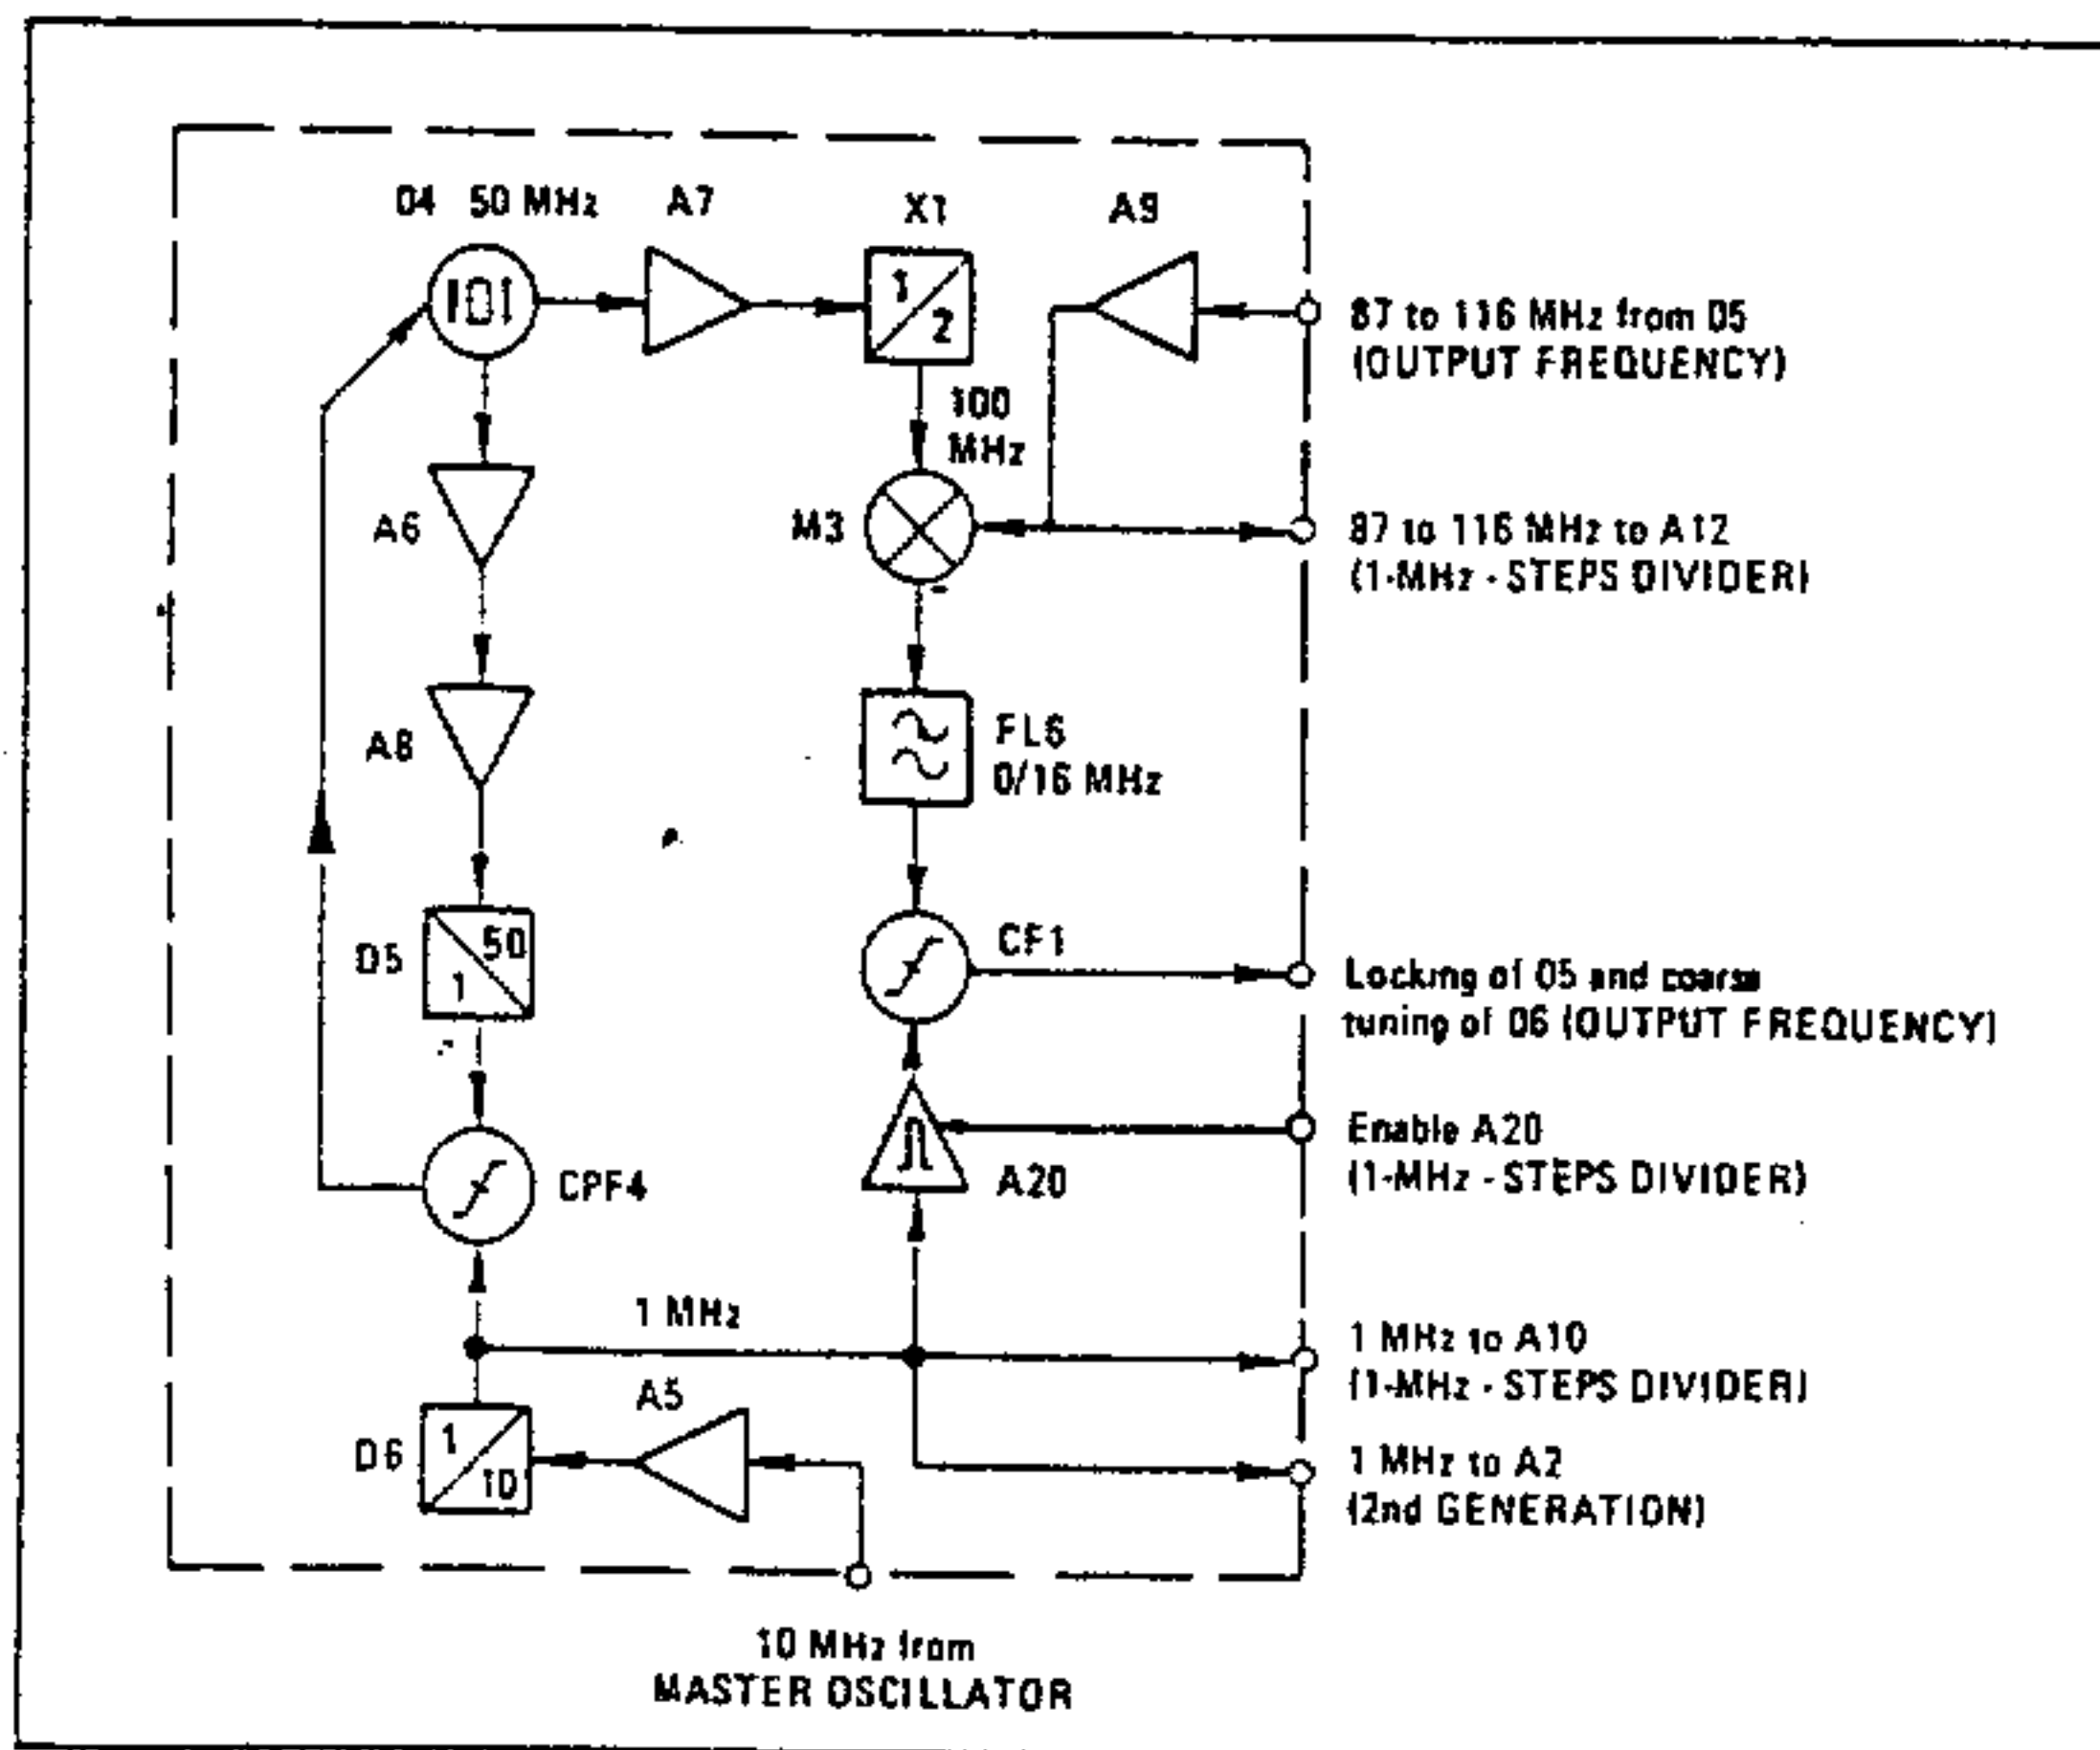 04 50 MHz
A7
X1
A9
1
2
87 to 116 MHz from 05
(OUTPUT FREQUENCY)
100
MHz
A6
M3
87 to 116 MHz to A12
(1-MHz - STEPS DIVIDER)
A8
FL6
0/16 MHz
D5
50
1
CF1
Locking of 05 and coarse
tuning of 06 (OUTPUT FREQUENCY)
CPF4
A20
Enable A20
(1-MHz - STEPS DIVIDER)
1 MHz
1 MHz to A10
(1-MHz - STEPS DIVIDER)
A5
D6
1
10
1 MHz to A2
(2nd GENERATION)
10 MHz from
MASTER OSCILLATOR